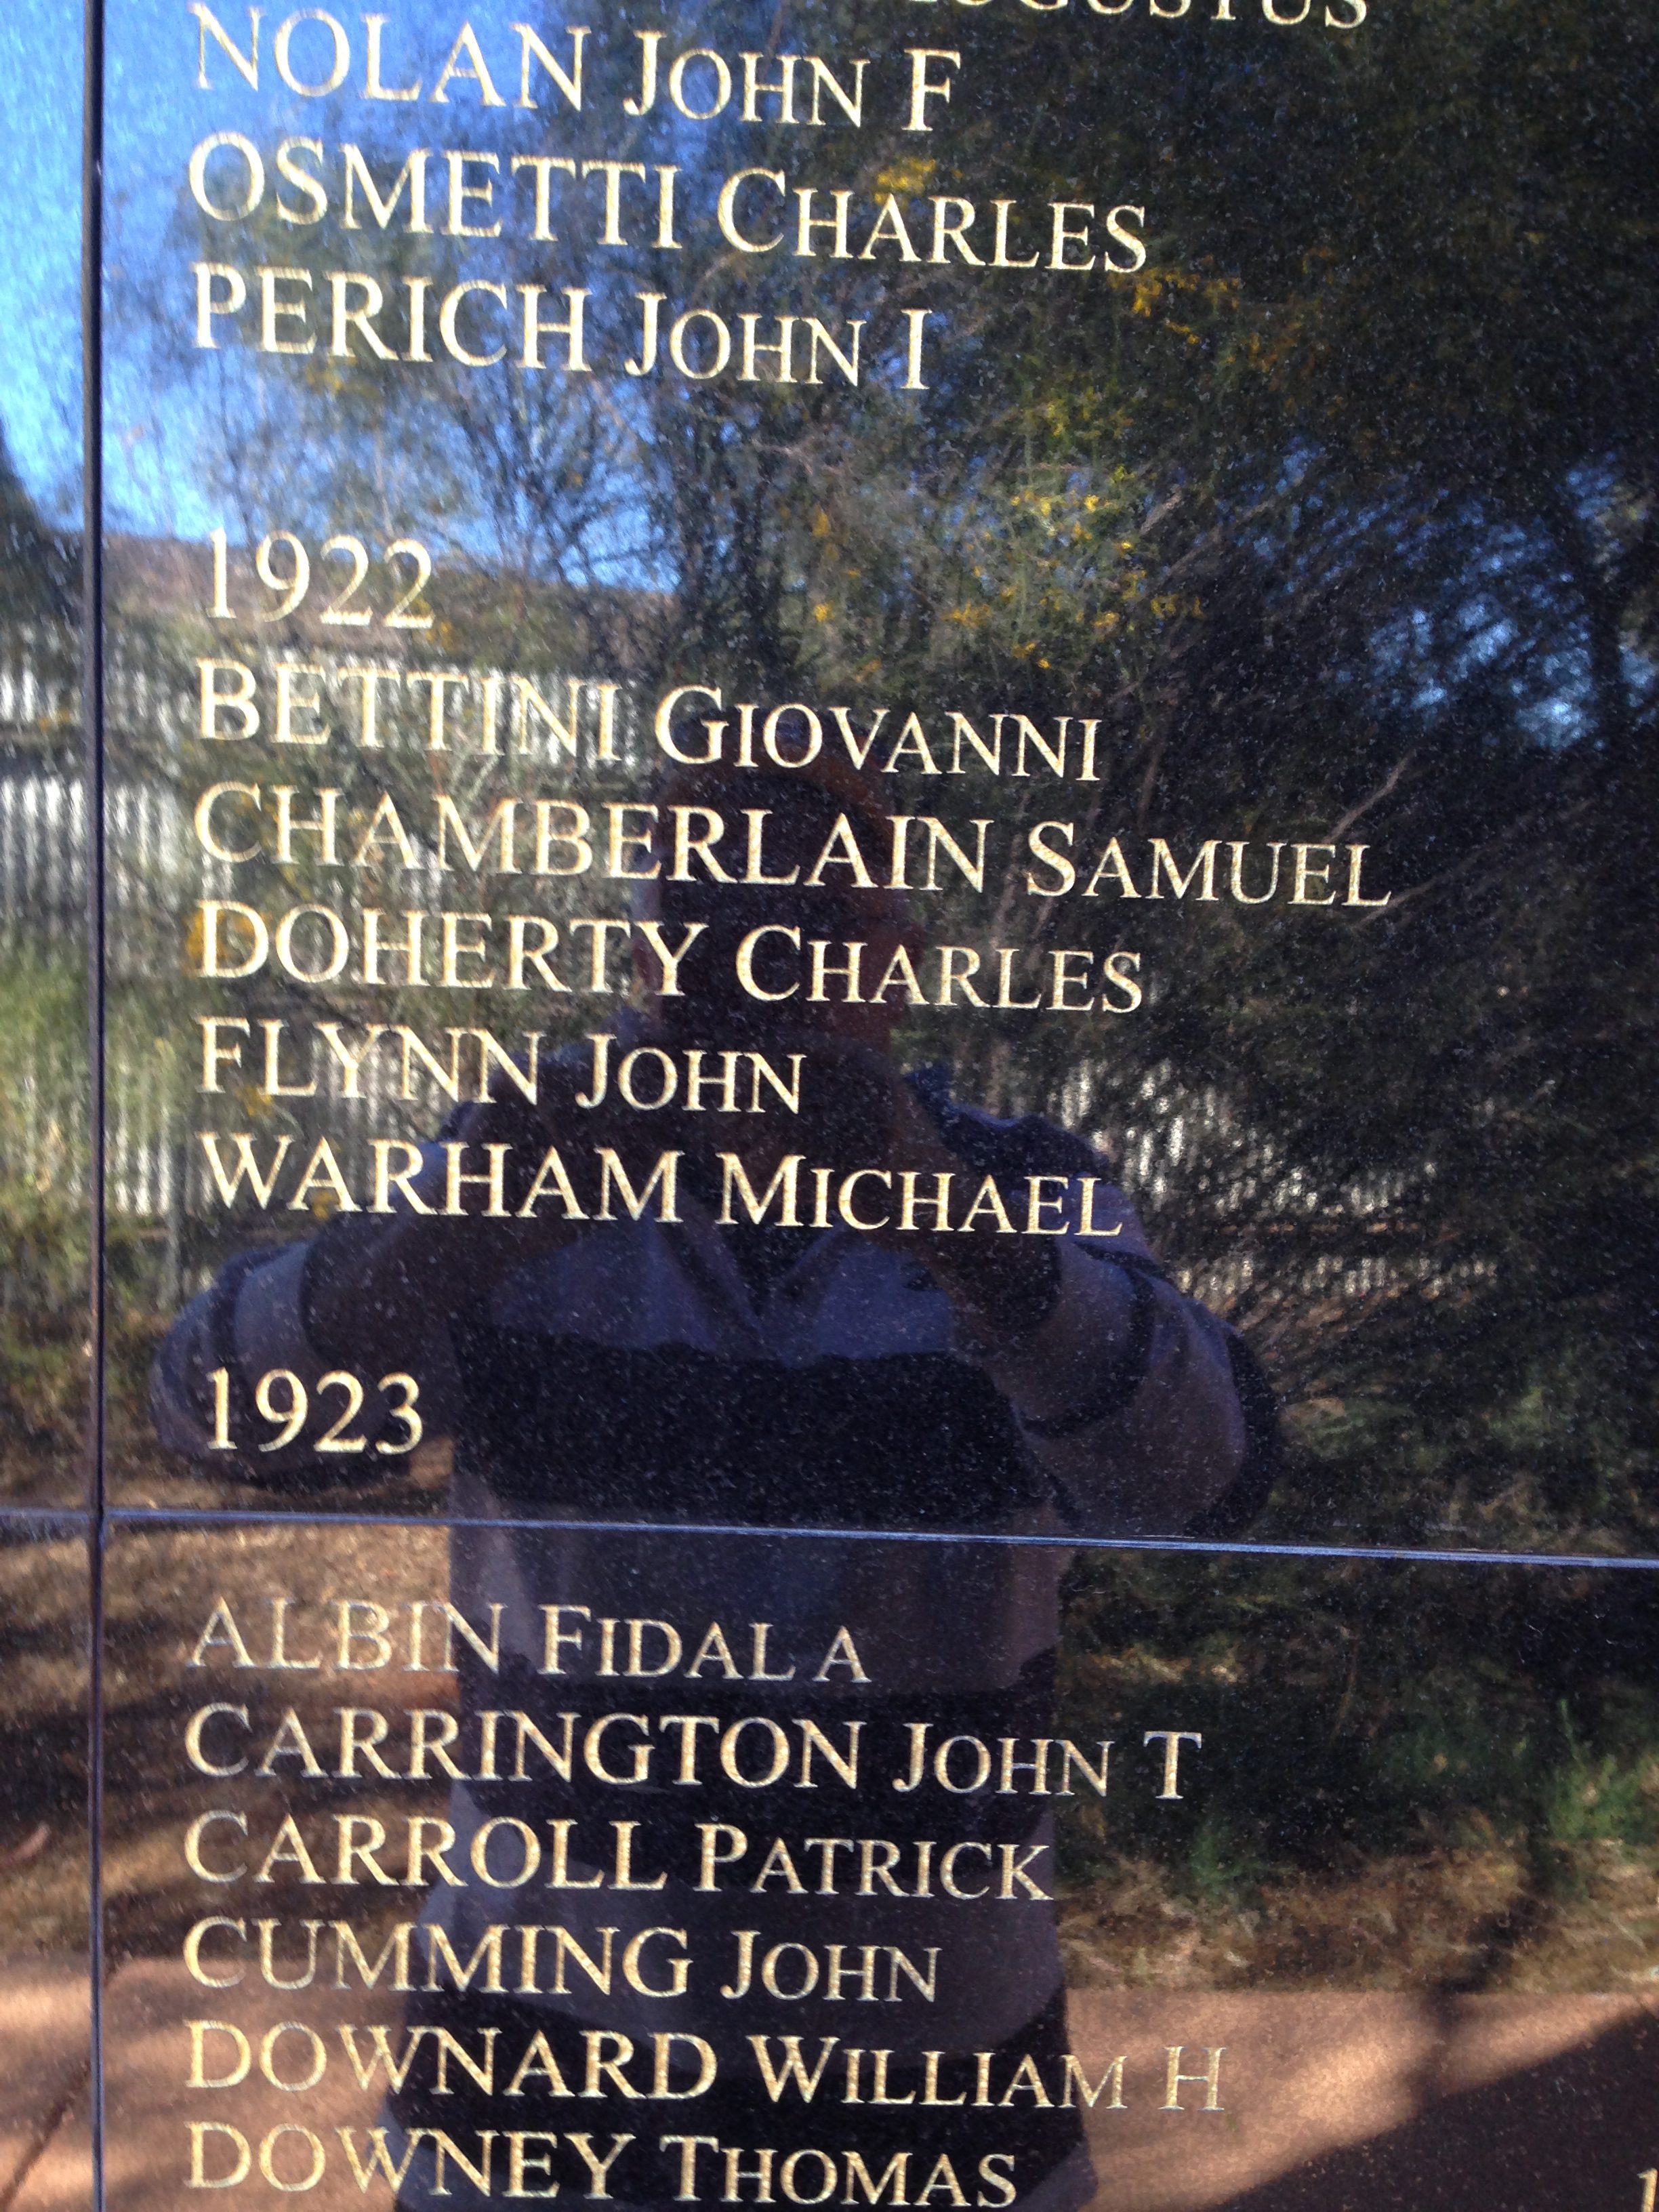 NOLAN JOHN F
OSMETTI CHARLES
PERICH JOHN I
1922
BETTINI GIOVANNI
CHAMBERLAIN SAMUEL
DOHERTY CHARLES
FLYNN JOHN
WARHAM MICHAEL
1923
ALBIN FIDAL A
CARRINGTON JOHN T
CARROLL PATRICK
CUMMING JOHN
DOWNARD WILLIAM H
DOWNEY THOMAS